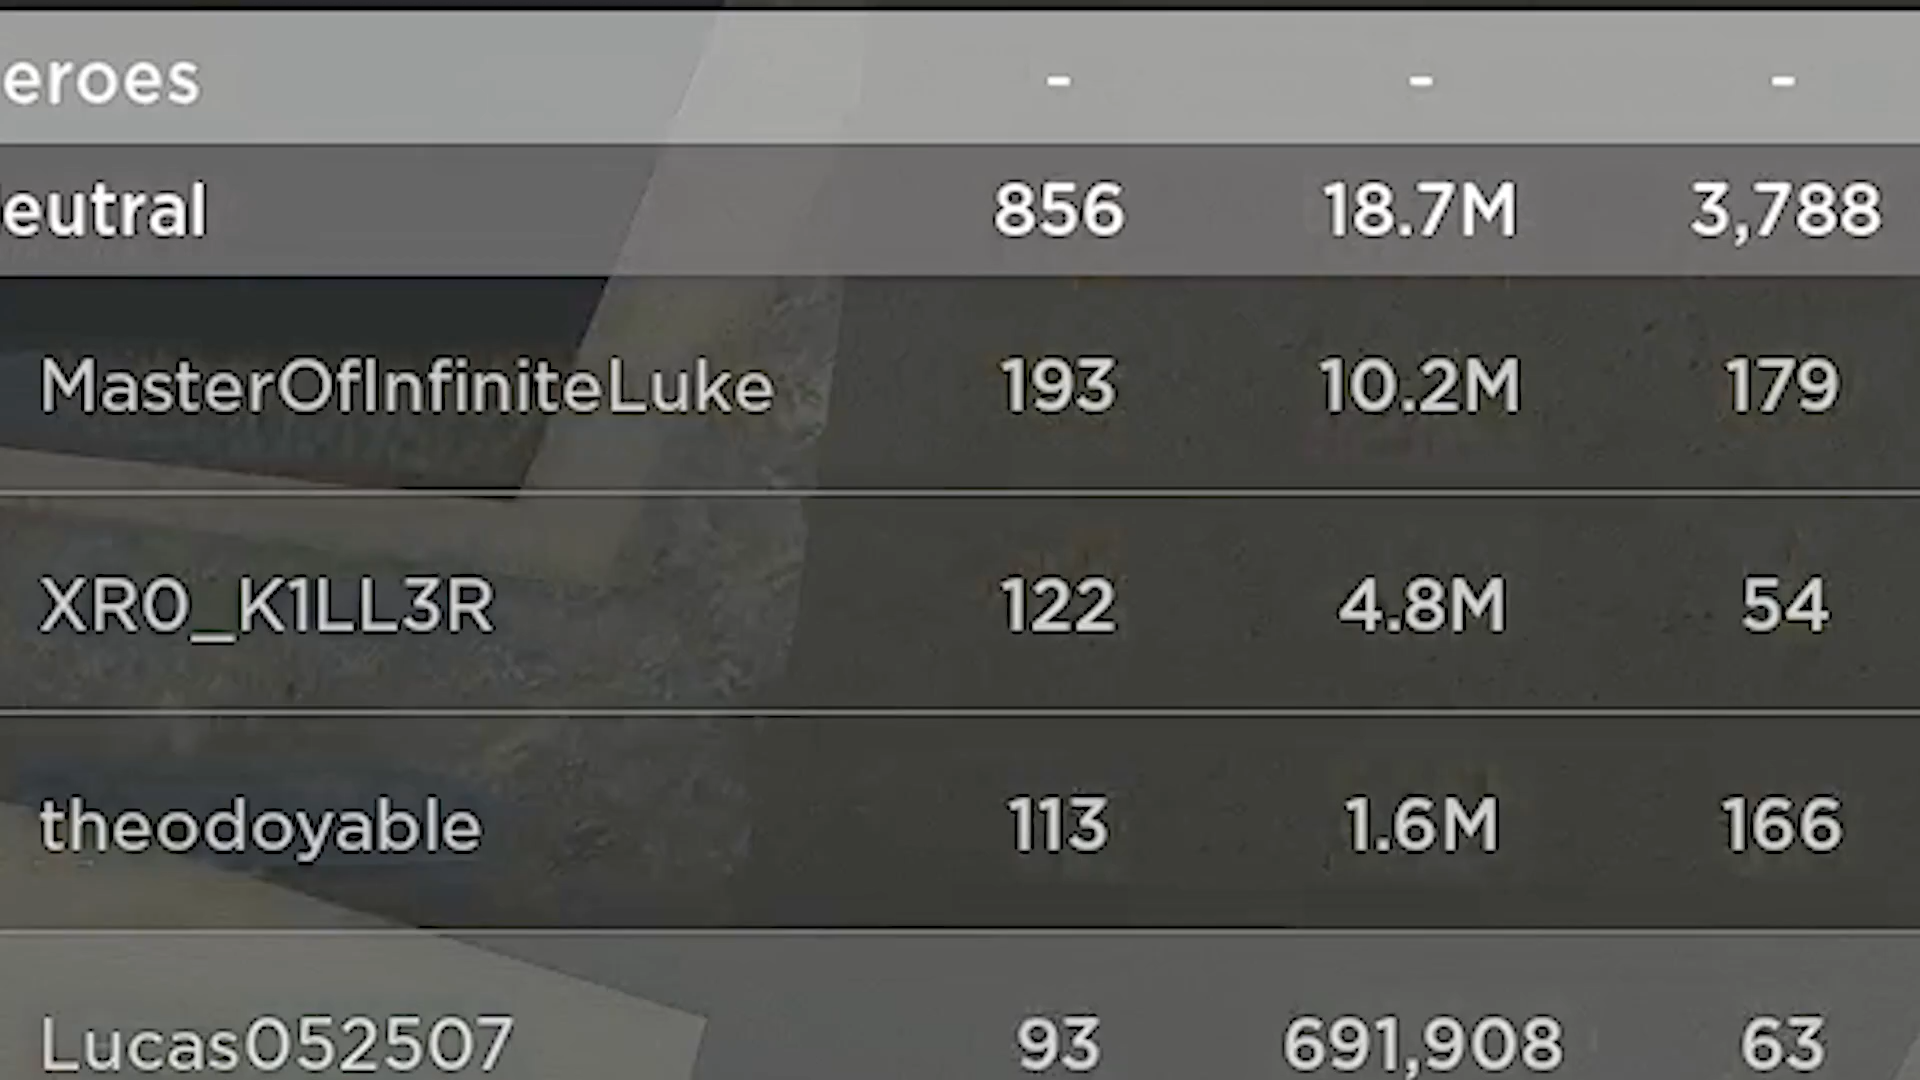 eroes - - -
eutral 856 18.7M 3,788
MasterOfInfiniteLuke 193 10.2M 179
XR0_K1LL3R 122 4.8M 54
theodoyable 113 1.6M 166
Lucas052507 93 691,908 63